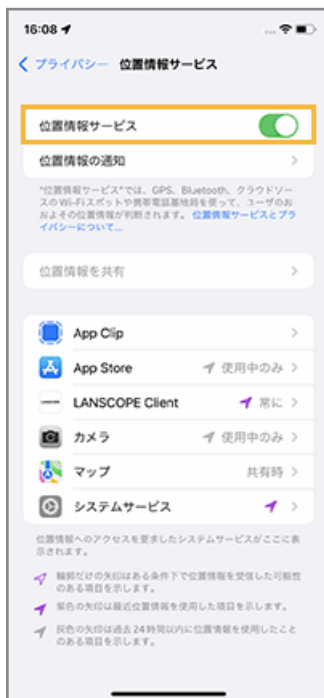 16:08
プライバシー 位置情報サービス
位置情報サービス
位置情報の通知
"位置情報サービス"では、GPS、Bluetooth、クラウドソー
スのWi-Fiスポットや携帯電話基地局を使って、ユーザのお
およその位置情報が判断されます。 位置情報サービスとプラ
イバシーについて...
位置情報を共有
App Clip
App Store 使用中のみ
LANSCOPE Client 常に
カメラ 使用中のみ
マップ 共有時
システムサービス
位置情報へのアクセスを要求したシステムサービスがここに表
示されます。
輪郭だけの矢印はある条件下で位置情報を受信した可能性
のある項目を示します。
紫色の矢印は最近位置情報を使用した項目を示します。
灰色の矢印は過去24時間以内に位置情報を使用したこと
のある項目を示します。